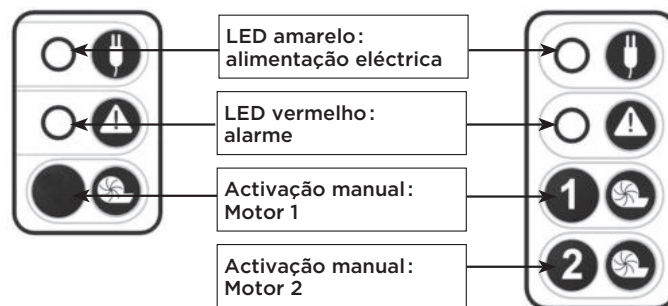 LED amarelo:
alimentação eléctrica
LED vermelho:
alarme
Activação manual:
Motor 1
Activação manual:
Motor 2
1
2